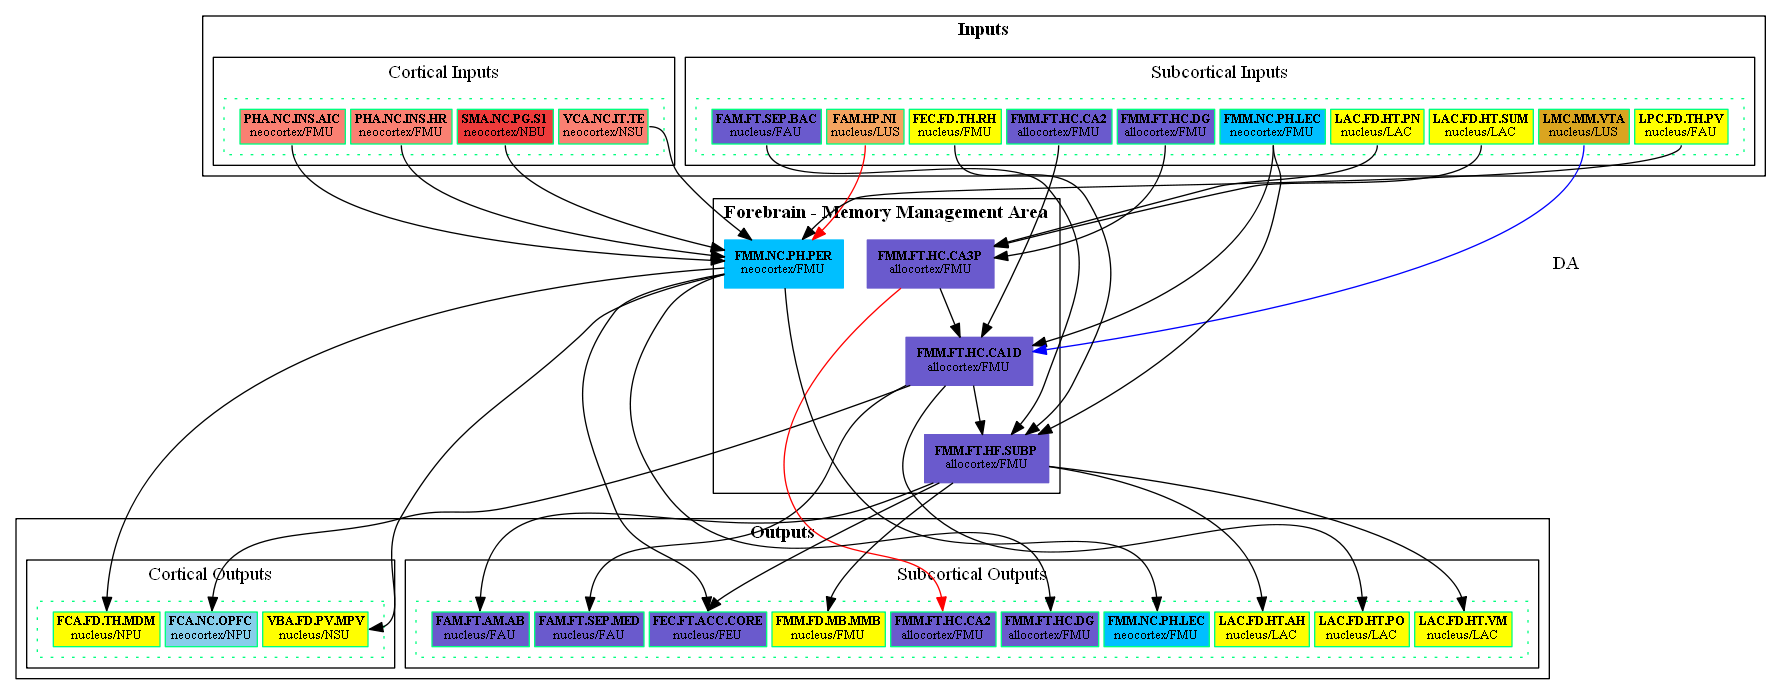 Inputs
Cortical Inputs
Subcortical Inputs
PHA.NC.INS.AIC
neocortex/FMU
PHA.NC.INS.HR
neocortex/FMU
SMA.NC.PG.S1
neocortex/NBU
VCA.NC.IT.TE
neocortex/NSU
FAM.FT.SEP.BAC
nucleus/FAU
FAM.HP.NI
nucleus/LUS
FEC.FD.TH.RH
nucleus/FMU
FMM.FT.HC.CA2
allocortex/FMU
FMM.FT.HC.DG
allocortex/FMU
FMM.NC.PH.LEC
neocortex/FMU
LAC.FD.HT.PN
nucleus/LAC
LAC.FD.HT.SUM
nucleus/LAC
LMC.MM.VTA
nucleus/LUS
LPC.FD.TH.PV
nucleus/FAU
Forebrain - Memory Management Area
FMM.NC.PH.PER
neocortex/FMU
FMM.FT.HC.CA3P
allocortex/FMU
DA
FMM.FT.HC.CA1D
allocortex/FMU
FMM.FT.HF.SUBP
allocortex/FMU
Outputs
Cortical Outputs
Subcortical Outputs
FCA.FD.TH.MDM
nucleus/NPU
FCA.NC.OPFC
neocortex/NPU
VBA.FD.PV.MPV
nucleus/NSU
FAM.FT.AM.AB
nucleus/FAU
FAM.FT.SEP.MED
nucleus/FAU
FEC.FT.ACC.CORE
nucleus/FEU
FMM.FD.MB.MMB
nucleus/FMU
FMM.FT.HC.CA2
allocortex/FMU
FMM.FT.HC.DG
allocortex/FMU
FMM.NC.PH.LEC
neocortex/FMU
LAC.FD.HT.AH
nucleus/LAC
LAC.FD.HT.PO
nucleus/LAC
LAC.FD.HT.VM
nucleus/LAC